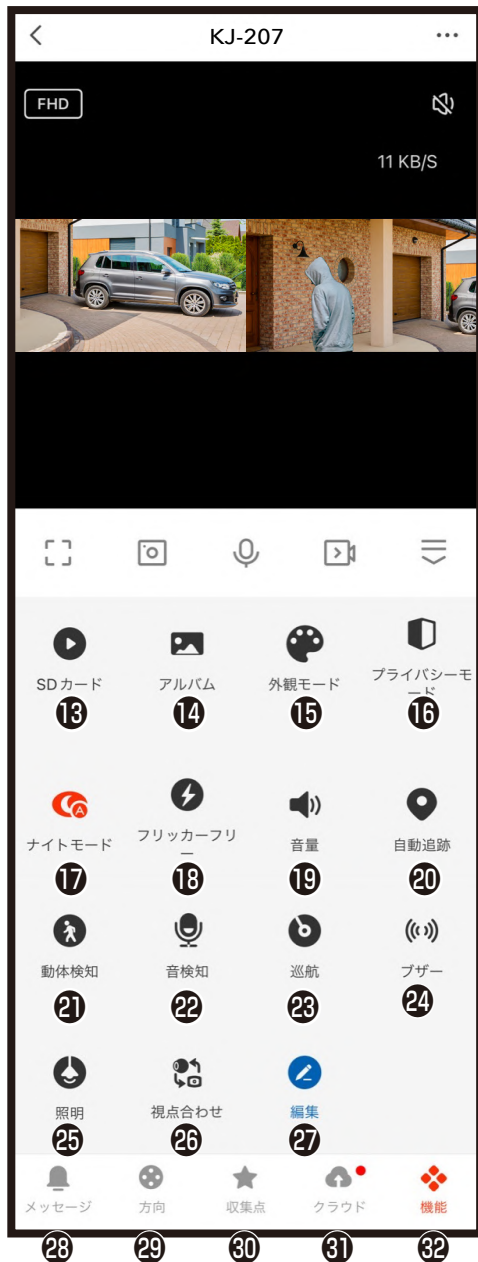 KJ-207
FHD
11 KB/S
SDカード
アルバム
外観モード
プライバシーモ
ード
⑬
⑭
⑮
⑯
ナイトモード
フリッカーフリ
ー
音量
自動追跡
⑰
⑱
⑲
⑳
動体検知
音検知
巡航
ブザー
㉑
㉒
㉓
㉔
照明
視点合わせ
編集
㉕
㉖
㉗
メッセージ
方向
収集点
クラウド
機能
㉘
㉙
㉚
㉛
㉜